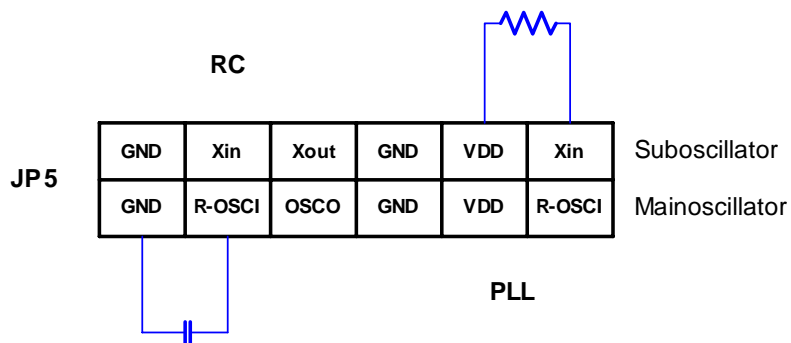 RC
GND Xin Xout GND VDD Xin Suboscillator
JP5
GND R-OSCI OSCO GND VDD R-OSCI Mainoscillator
PLL